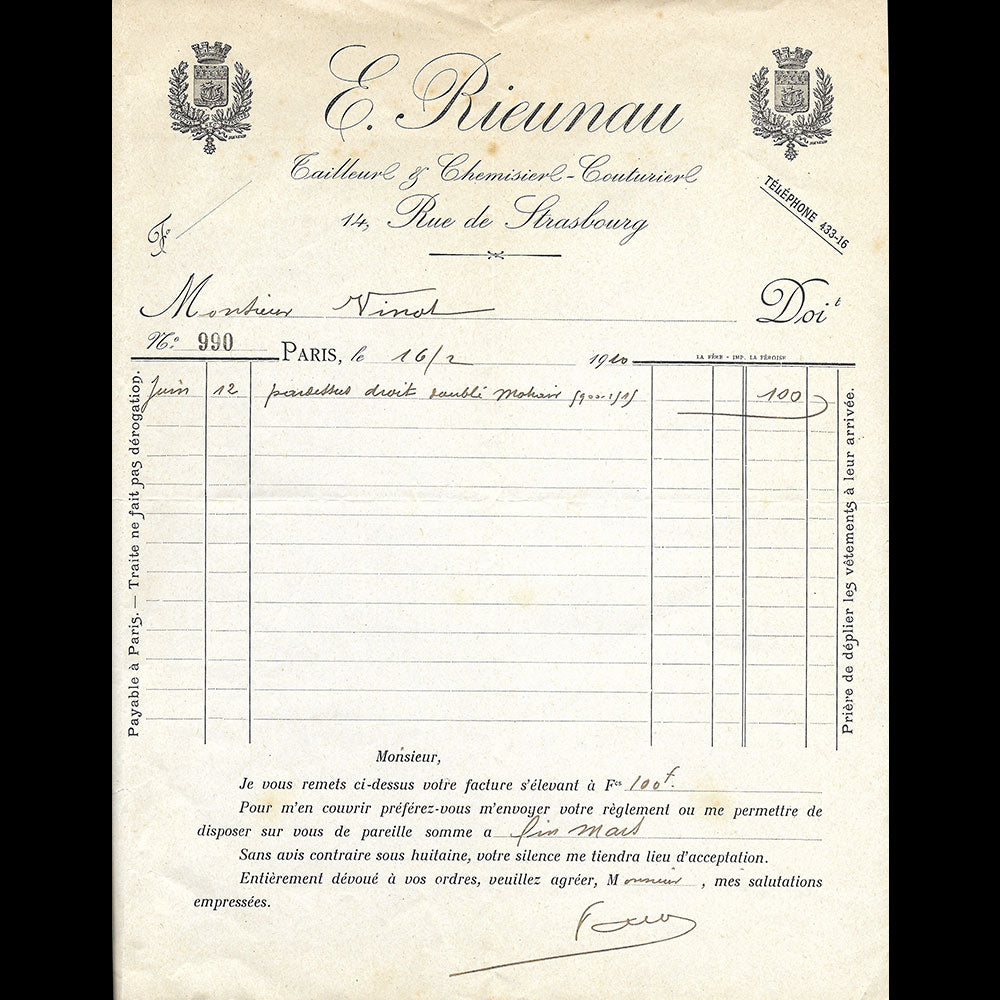 E. Rieunau
Tailleur & Chemisier-Couturier
14, Rue de Strasbourg
TÉLÉPHONE 433-16
Fo
Monsieur Vinot Doit
No. 990
PARIS, le 16/2 1910
LA FÈRE - IMP. LA FÉROISE
Payable à Paris. — Traite ne fait pas dérogation.
Juin 12 pardessus droit doublé Mohair 100
Prière de déplier les vêtements à leur arrivée.
Monsieur,
Je vous remets ci-dessus votre facture s'élevant à Fcs 100f.
Pour m'en couvrir préférez-vous m'envoyer votre règlement ou me permettre de
disposer sur vous de pareille somme a fin Mars
Sans avis contraire sous huitaine, votre silence me tiendra lieu d'acceptation.
Entièrement dévoué à vos ordres, veuillez agréer, Monsieur, mes salutations
empressées.